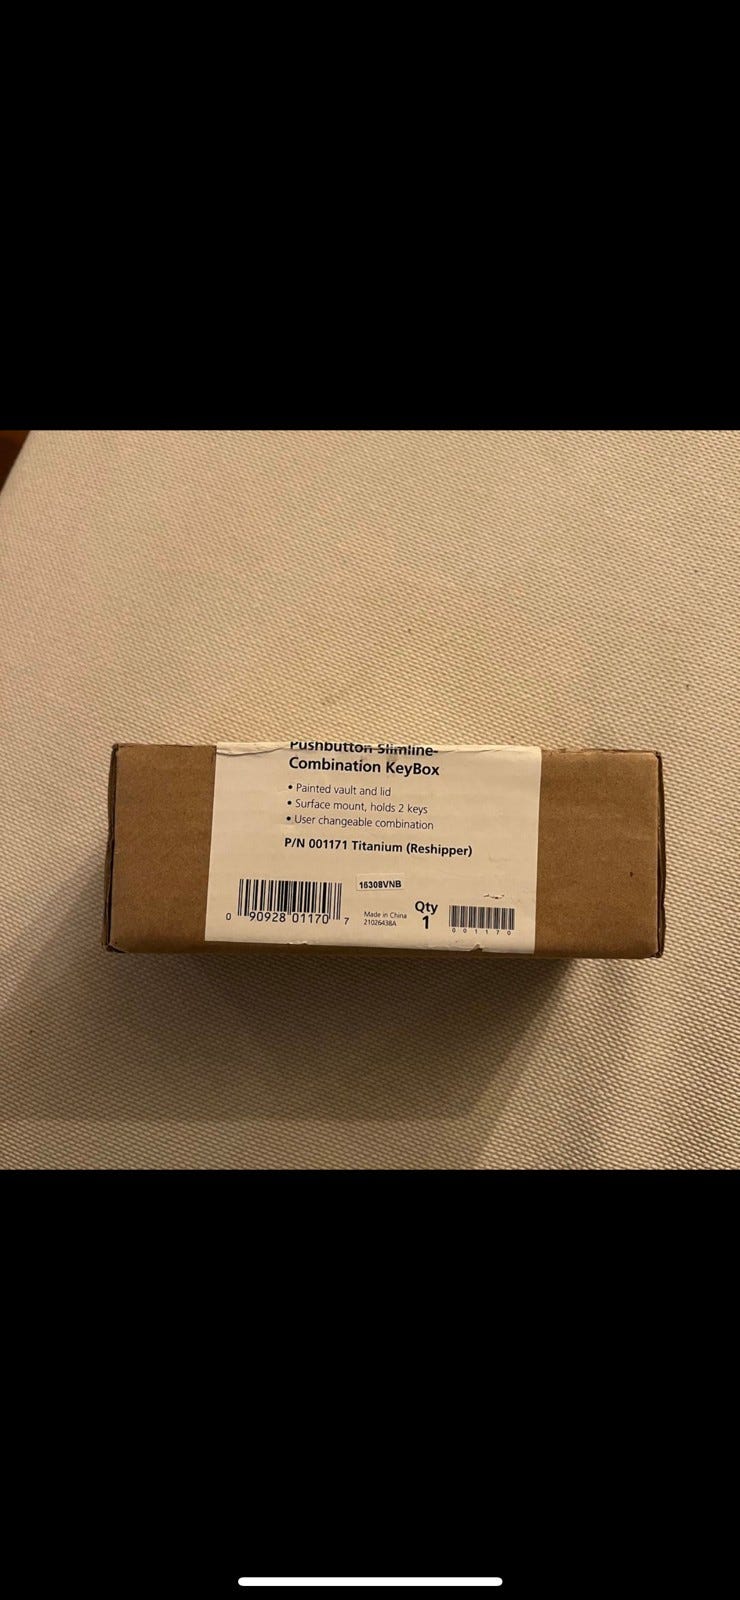 Pushbutton Slimline-
Combination KeyBox
• Painted vault and lid
• Surface mount, holds 2 keys
• User changeable combination
P/N 001171 Titanium (Reshipper)
16308VNB
0 90928 01170 7
Made in China
21026438A
Qty
1
001170